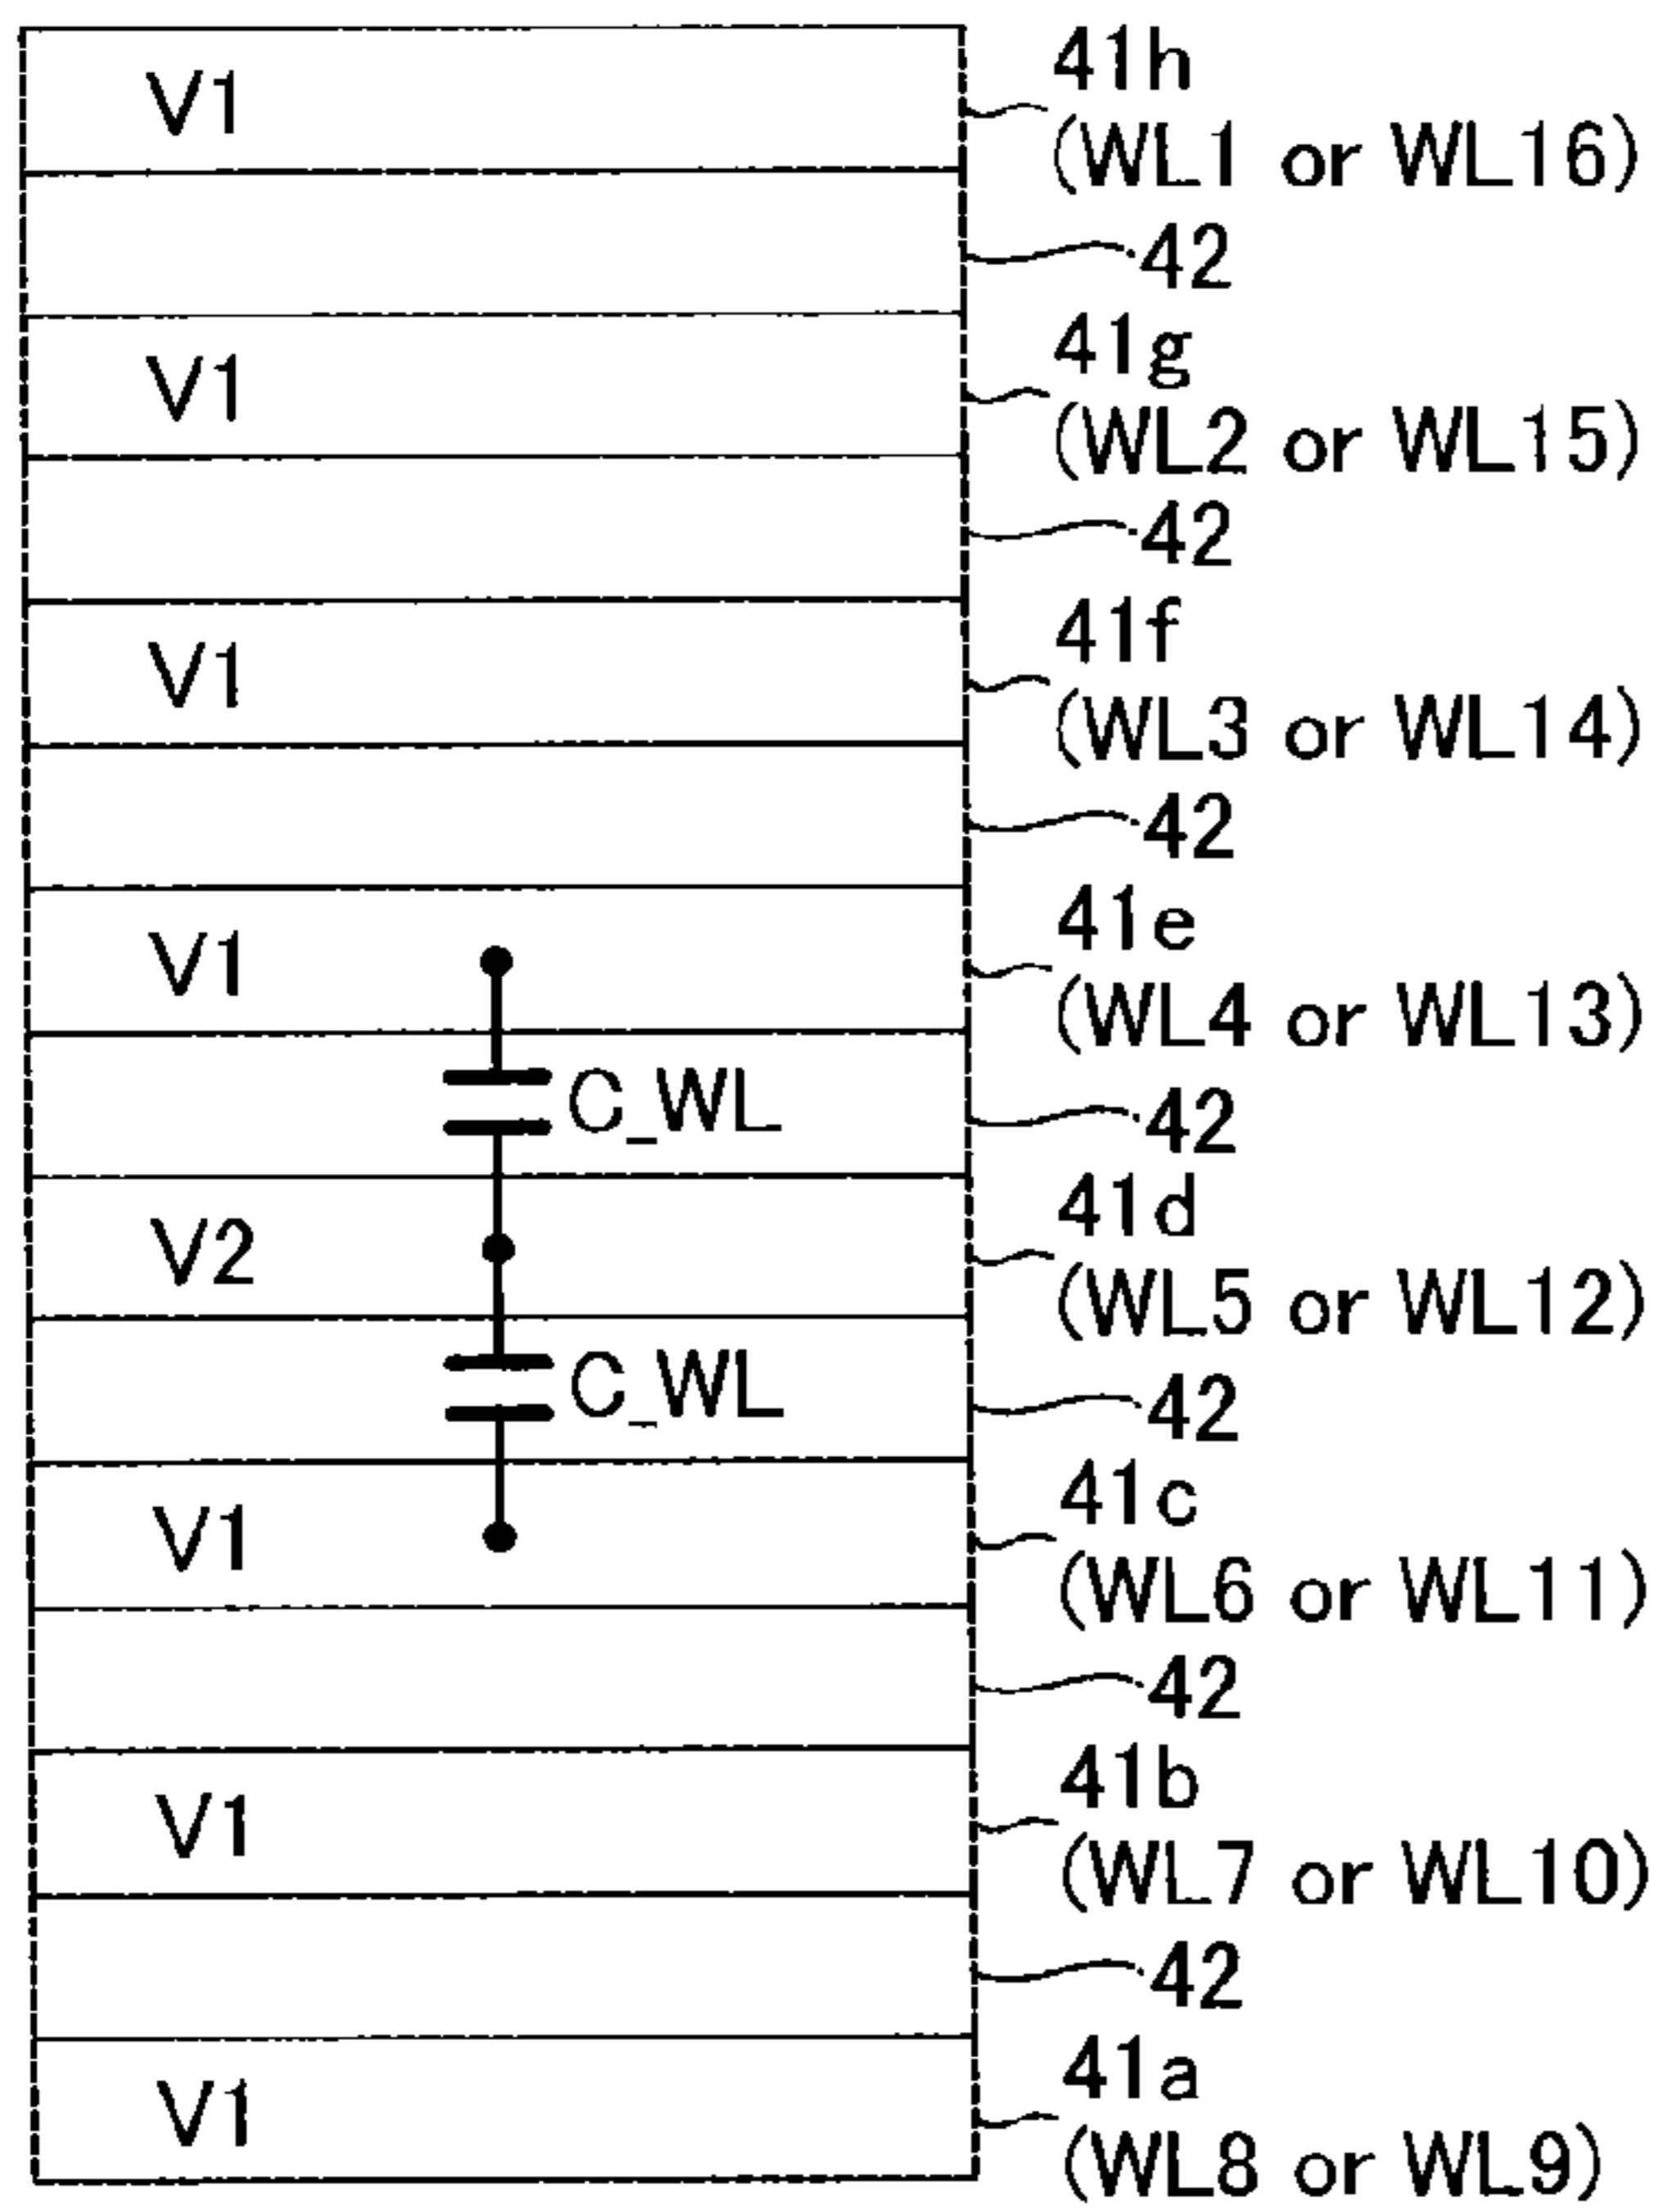 V1 41h
(WL1 or WL16)
42
V1 41g
(WL2 or WL15)
42
V1 41f
(WL3 or WL14)
42
V1 41e
(WL4 or WL13)
C_WL 42
V2 41d
(WL5 or WL12)
C_WL 42
V1 41c
(WL6 or WL11)
42
V1 41b
(WL7 or WL10)
42
V1 41a
(WL8 or WL9)